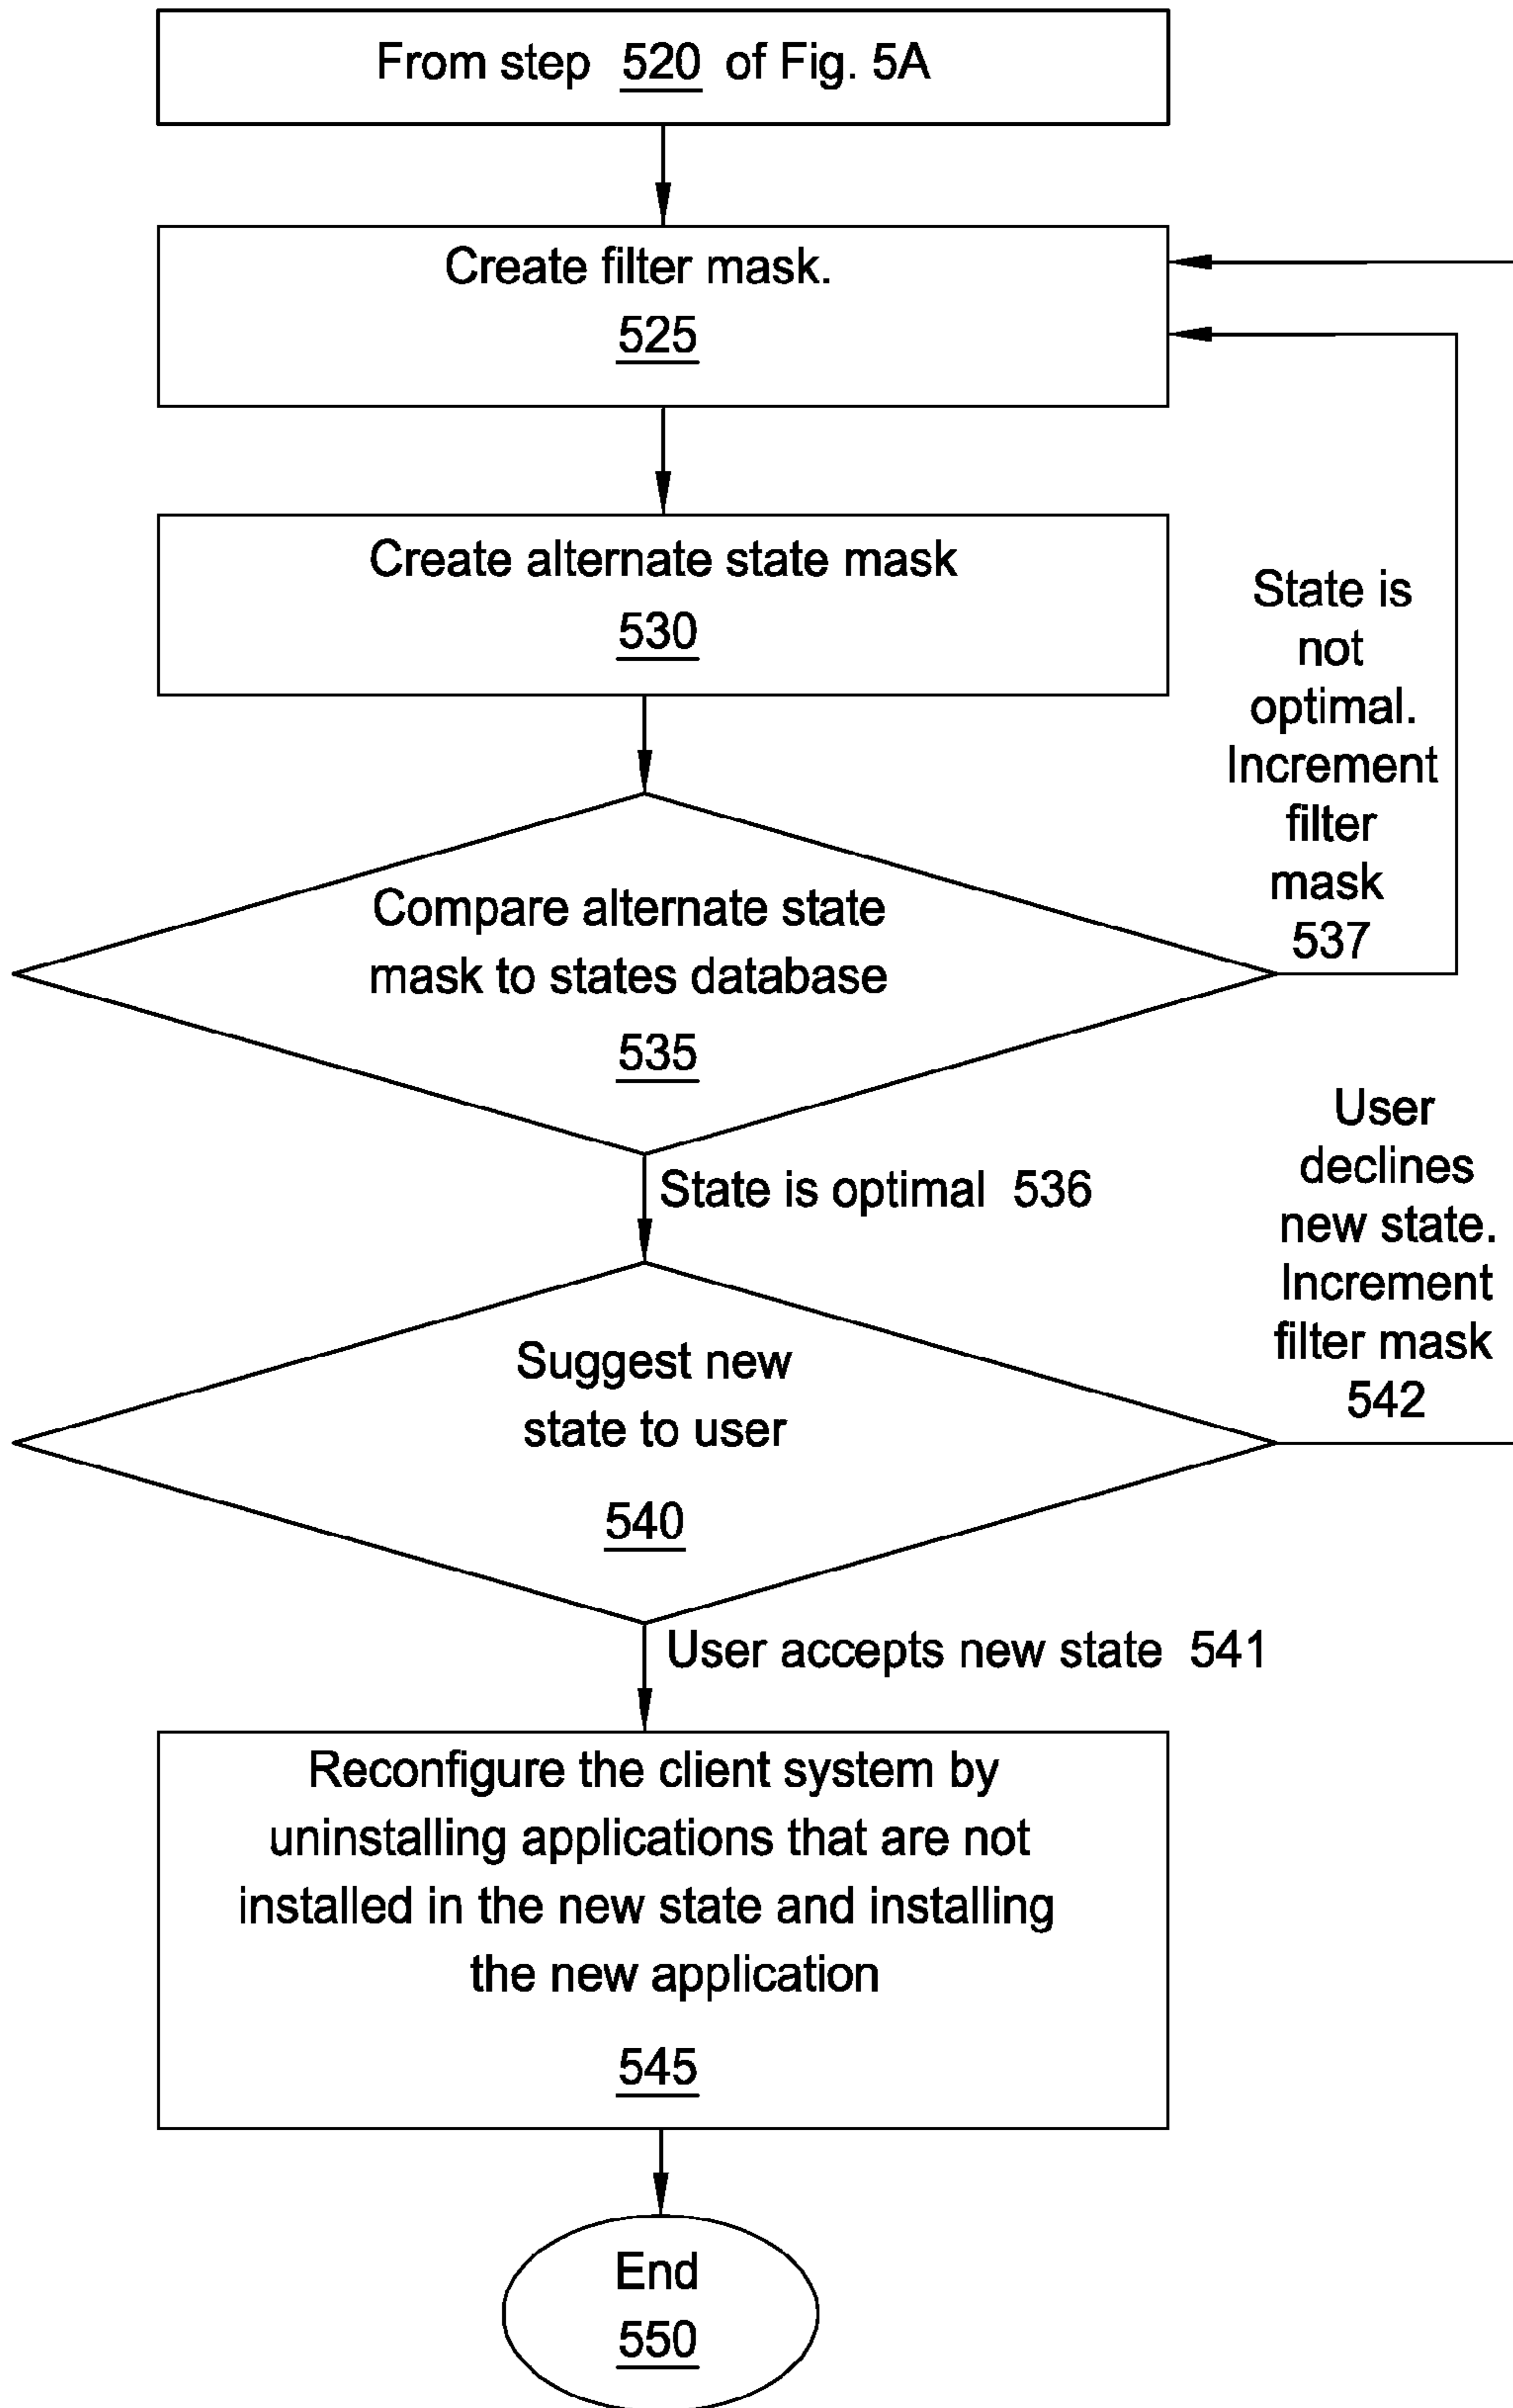 From step 520 of Fig. 5A
Create filter mask.
525
Create alternate state mask
530
State is
not
optimal.
Increment
filter
mask
537
Compare alternate state
mask to states database
535
State is optimal 536
User
declines
new state.
Increment
filter mask
542
Suggest new
state to user
540
User accepts new state 541
Reconfigure the client system by
uninstalling applications that are not
installed in the new state and installing
the new application
545
End
550